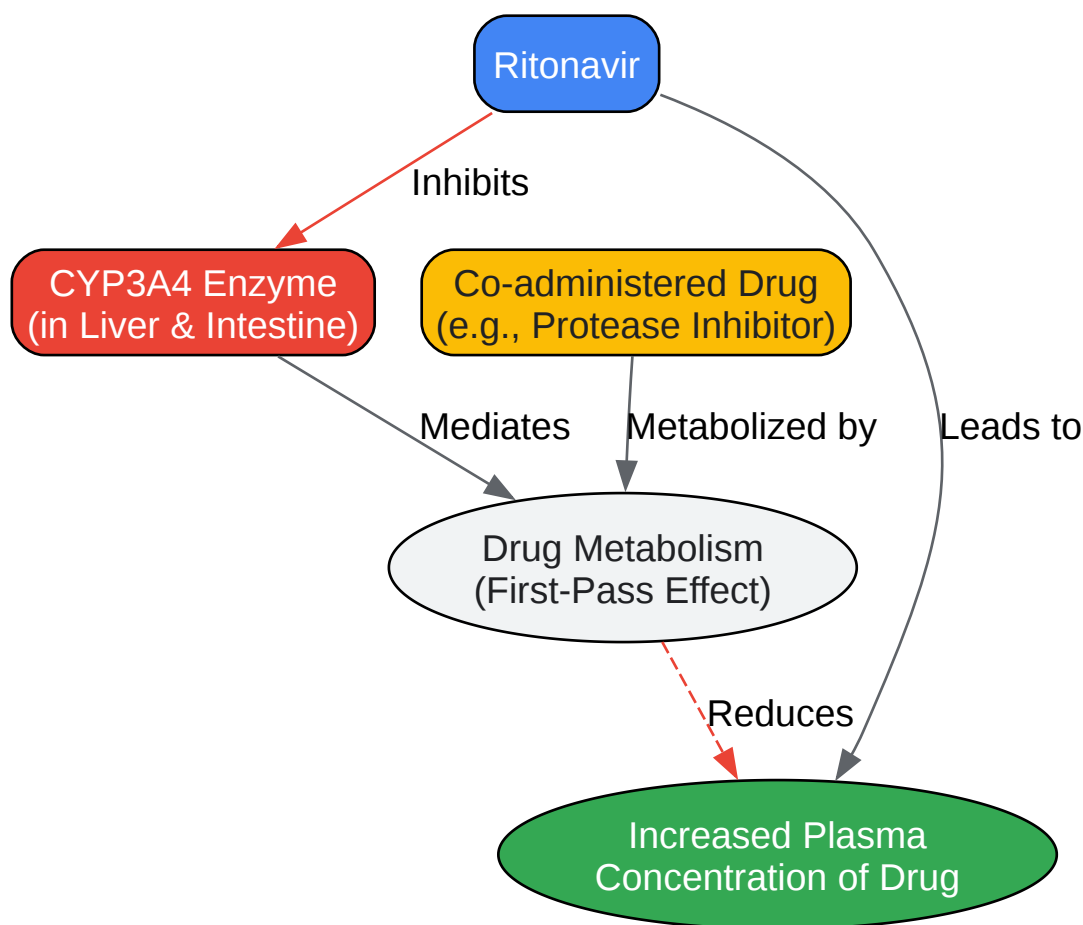 Ritonavir
Inhibits
CYP3A4 Enzyme
(in Liver & Intestine)
Co-administered Drug
(e.g., Protease Inhibitor)
Mediates
Metabolized by
Leads to
Drug Metabolism
(First-Pass Effect)
Reduces
Increased Plasma
Concentration of Drug